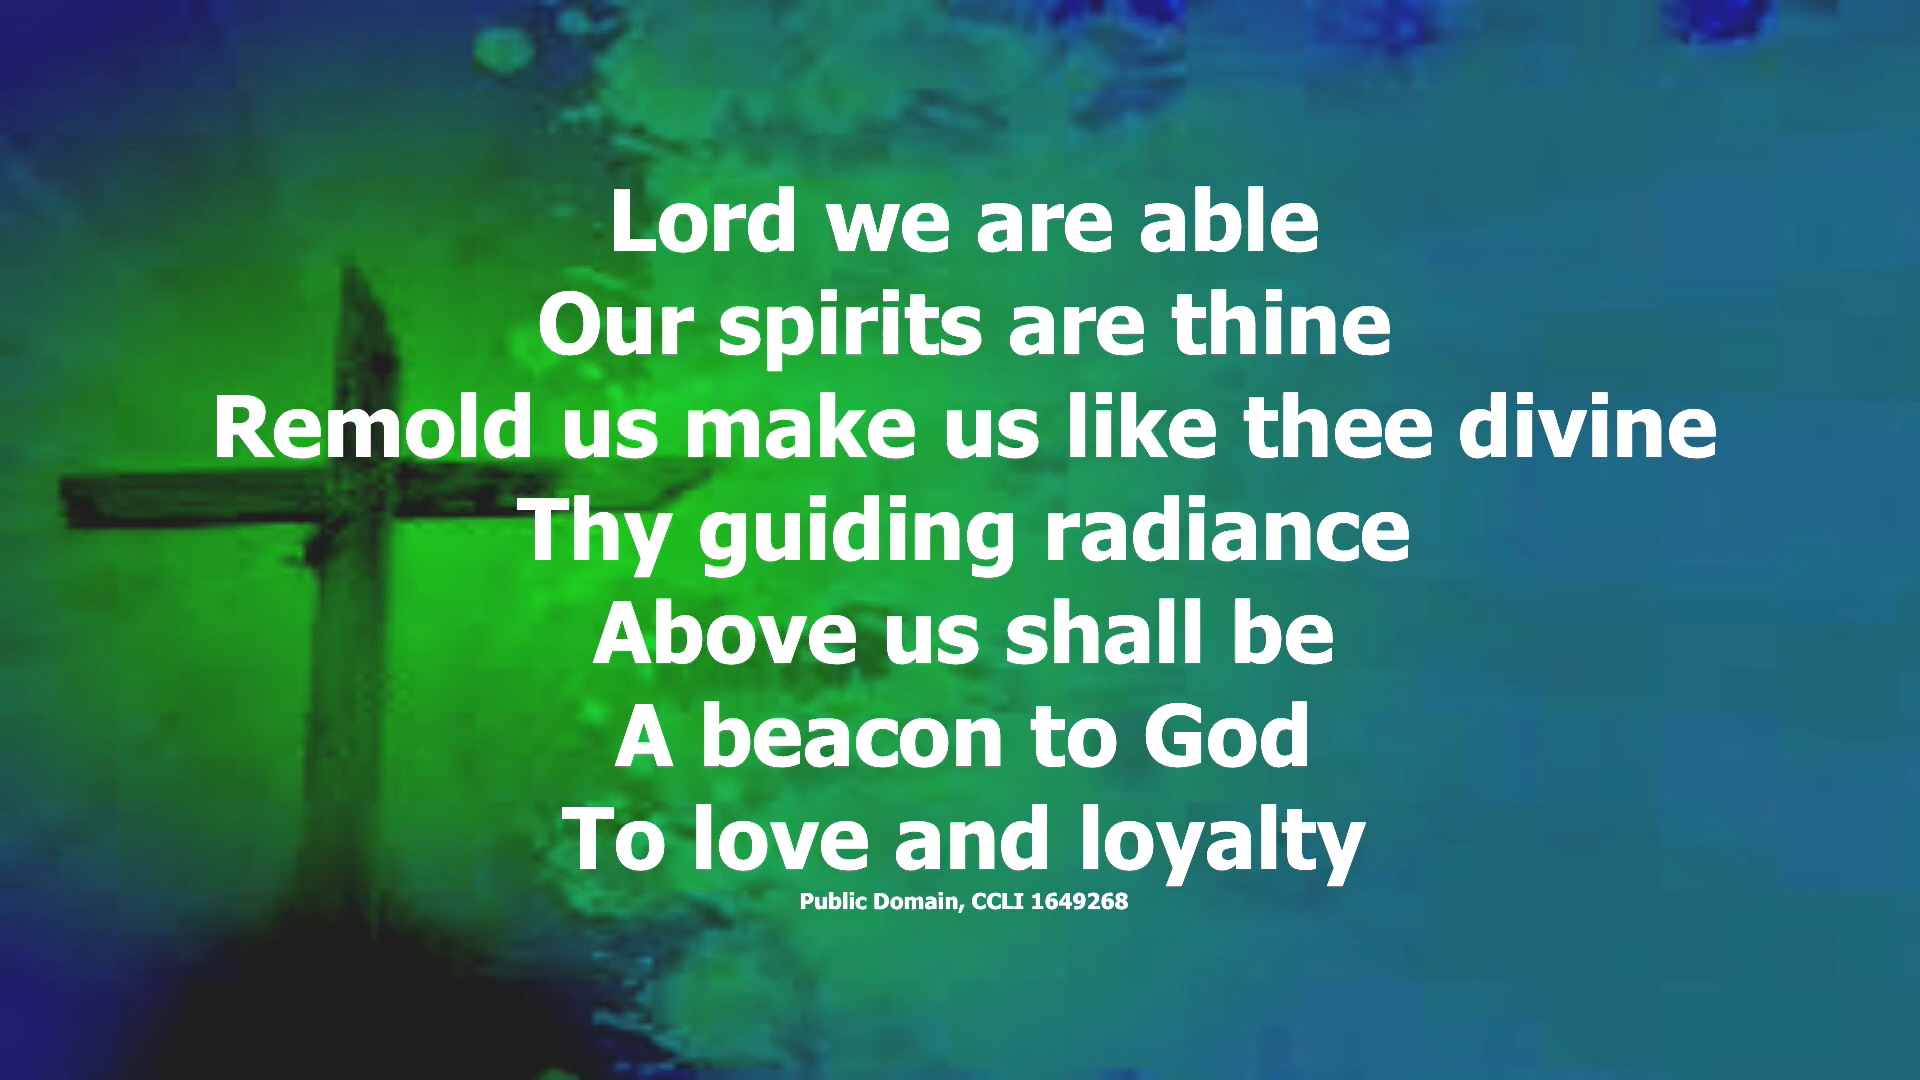 Lord we are able
Our spirits are thine
Remold us make us like thee divine
Thy guiding radiance
Above us shall be
A beacon to God
To love and loyalty
Public Domain, CCLI 1649268